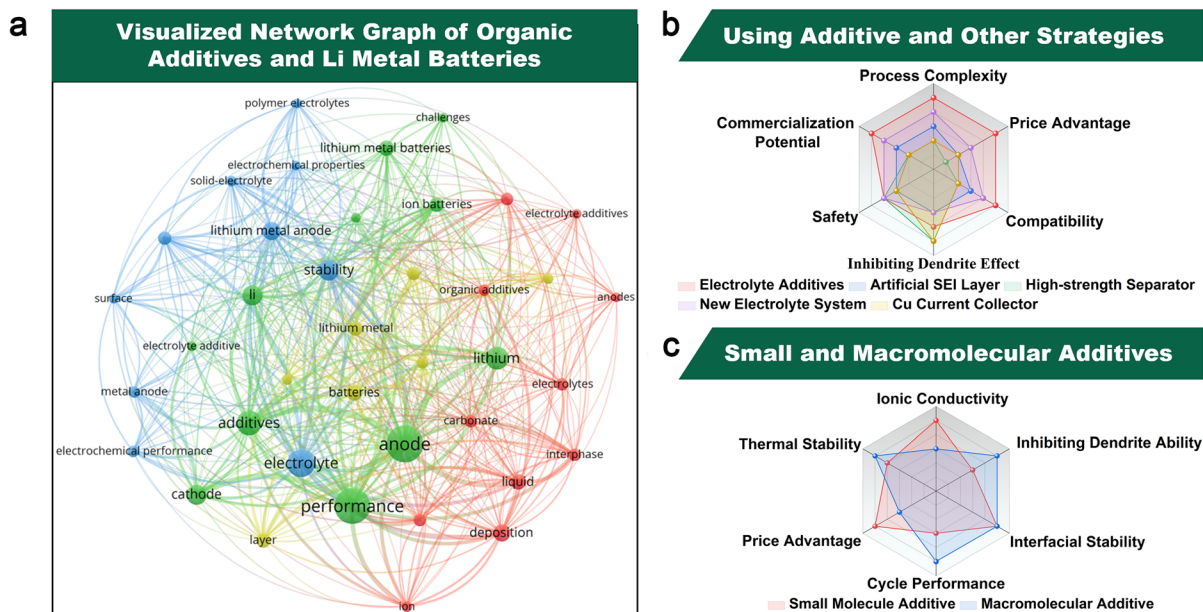 a
Visualized Network Graph of Organic
Additives and Li Metal Batteries
polymer electrolytes
challenges
lithium metal batteries
electrochemical properties
solid-electrolyte
ion batteries
electrolyte additives
lithium metal anode
stability
organic additives
anodes
surface
li
lithium metal
electrolyte additive
lithium
metal anode
batteries
electrolytes
additives
carbonate
anode
electrochemical performance
interphase
electrolyte
liquid
cathode
performance
deposition
layer
ion
b
Using Additive and Other Strategies
Process Complexity
Commercialization
Potential
Price Advantage
Safety
Compatibility
Inhibiting Dendrite Effect
Electrolyte Additives
Artificial SEI Layer
High-strength Separator
New Electrolyte System
Cu Current Collector
c
Small and Macromolecular Additives
Ionic Conductivity
Thermal Stability
Inhibiting Dendrite Ability
Price Advantage
Interfacial Stability
Cycle Performance
Small Molecule Additive
Macromolecular Additive